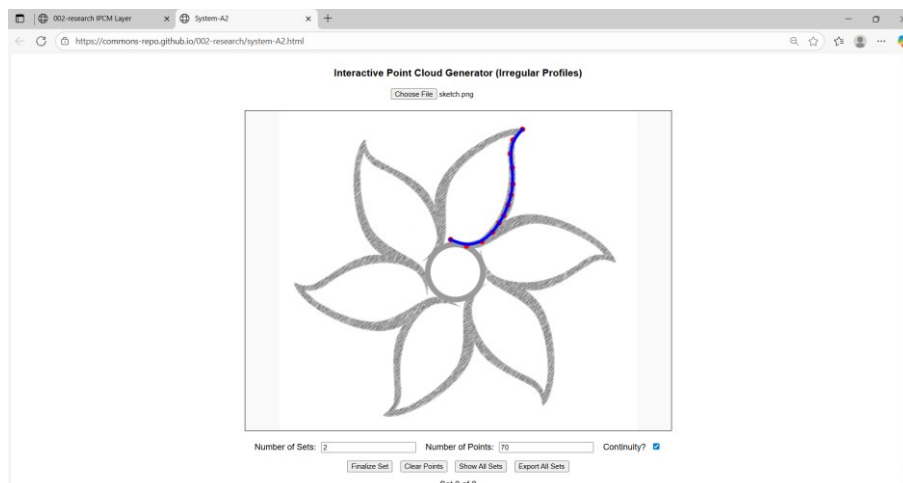 002-research IPCM Layer
System-A2
https://commons-repo.github.io/002-research/system-A2.html
Interactive Point Cloud Generator (Irregular Profiles)
Choose File sketch.png
Number of Sets: 2 Number of Points: 70 Continuity?
Finalize Set Clear Points Show All Sets Export All Sets